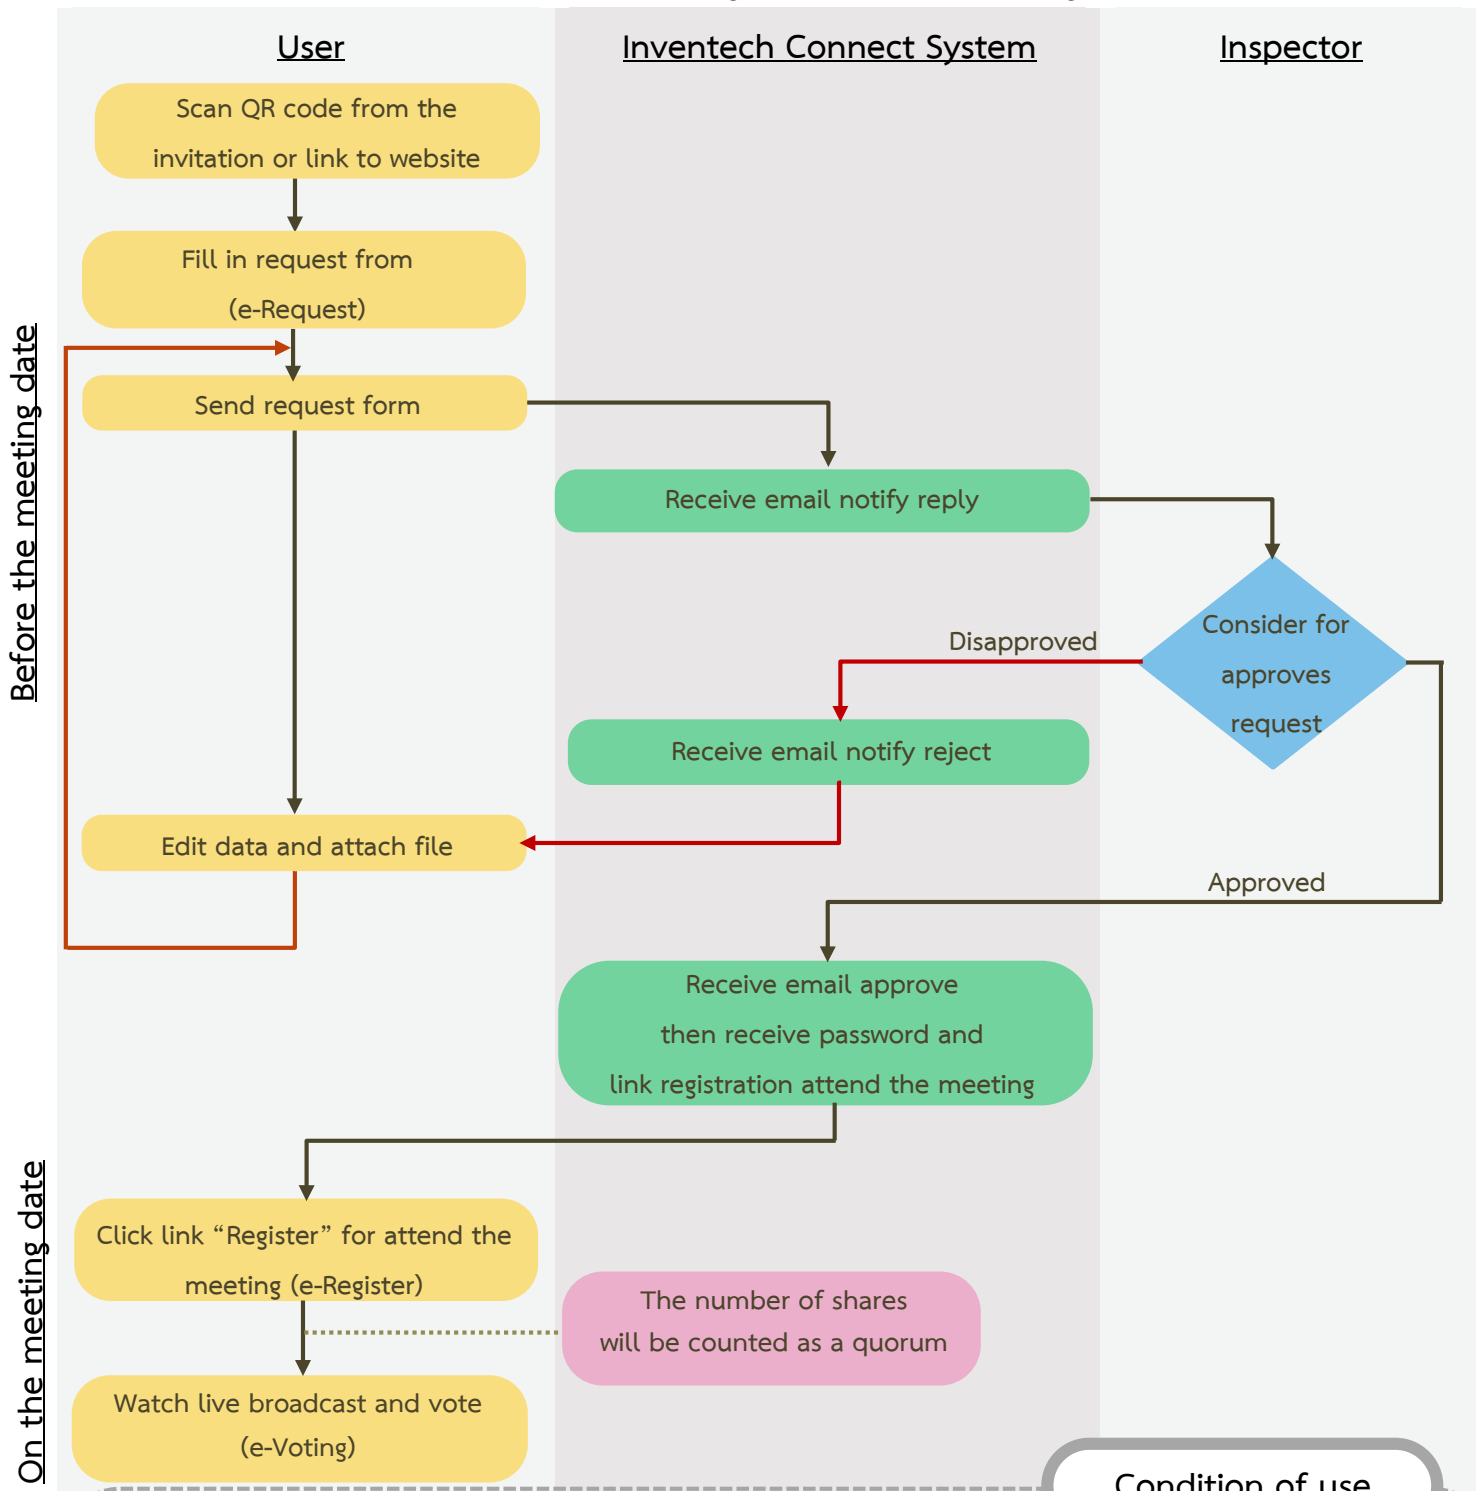 User
Inventech Connect System
Inspector
Before the meeting date
Scan QR code from the
invitation or link to website
Fill in request from
(e-Request)
Send request form
Receive email notify reply
Consider for
approves
request
Disapproved
Receive email notify reject
Edit data and attach file
Approved
Receive email approve
then receive password and
link registration attend the meeting
On the meeting date
Click link “Register” for attend the
meeting (e-Register)
The number of shares
will be counted as a quorum
Watch live broadcast and vote
(e-Voting)
Condition of use